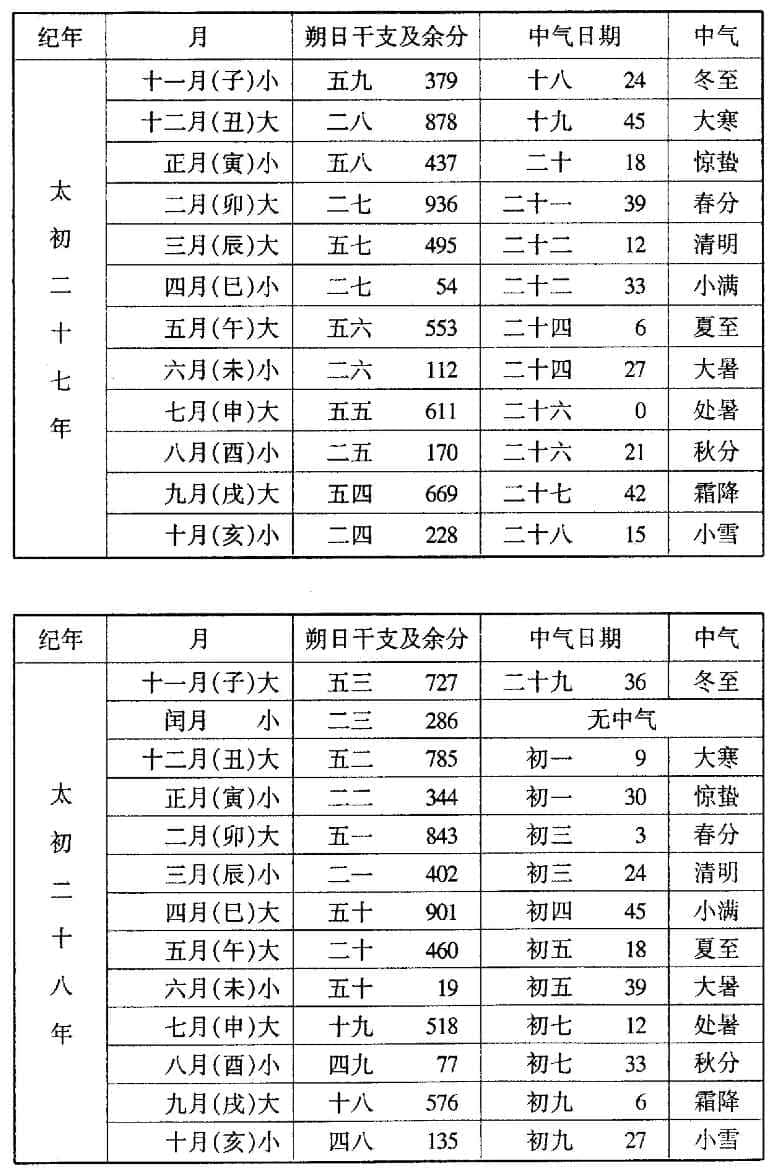 纪年 月 朔日干支及余分 中气日期 中气
太初二十七年
十一月(子)小 五九 379 十八 24 冬至
十二月(丑)大 二八 878 十九 45 大寒
正月(寅)小 五八 437 二十 18 惊蛰
二月(卯)大 二七 936 二十一 39 春分
三月(辰)大 五七 495 二十二 12 清明
四月(巳)小 二七 54 二十二 33 小满
五月(午)大 五六 553 二十四 6 夏至
六月(未)小 二六 112 二十四 27 大暑
七月(申)大 五五 611 二十六 0 处暑
八月(酉)小 二五 170 二十六 21 秋分
九月(戌)大 五四 669 二十七 42 霜降
十月(亥)小 二四 228 二十八 15 小雪
纪年 月 朔日干支及余分 中气日期 中气
太初二十八年
十一月(子)大 五三 727 二十九 36 冬至
闰月 小 二三 286 无中气
十二月(丑)大 五二 785 初一 9 大寒
正月(寅)小 二二 344 初一 30 惊蛰
二月(卯)大 五一 843 初三 3 春分
三月(辰)小 二一 402 初三 24 清明
四月(巳)大 五十 901 初四 45 小满
五月(午)大 二十 460 初五 18 夏至
六月(未)小 五十 19 初五 39 大暑
七月(申)大 十九 518 初七 12 处暑
八月(酉)小 四九 77 初七 33 秋分
九月(戌)大 十八 576 初九 6 霜降
十月(亥)小 四八 135 初九 27 小雪